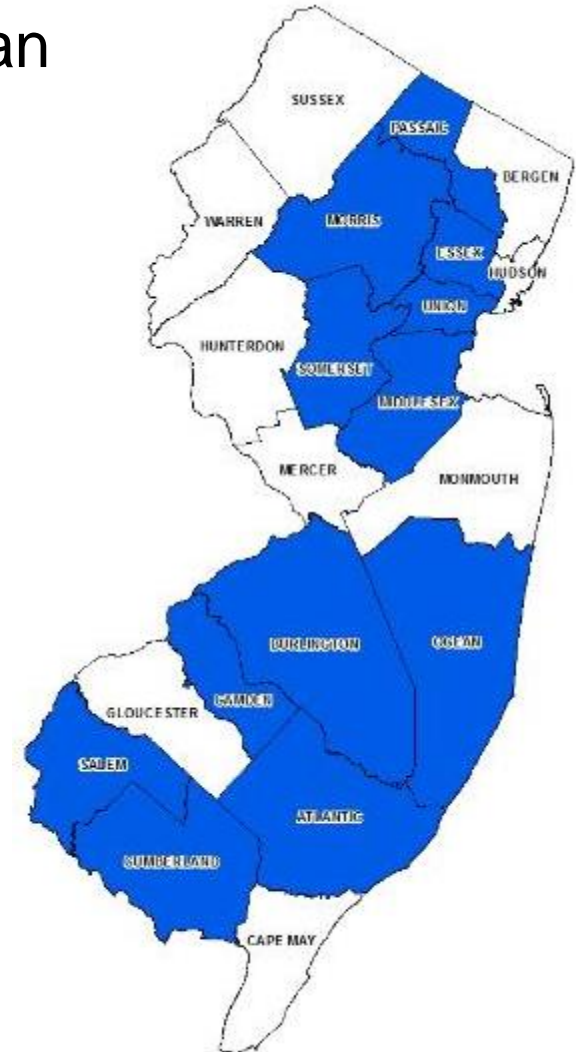 an
SUSSEX
PASSAIC
BERGEN
WARREN
MORRIS
ESSEX
HUDSON
UNION
HUNTERDON
SOMERSET
MIDDLESEX
MERCER
MONMOUTH
BURLINGTON
OCEAN
CAMDEN
GLOUCESTER
SALEM
ATLANTIC
CUMBERLAND
CAPE MAY